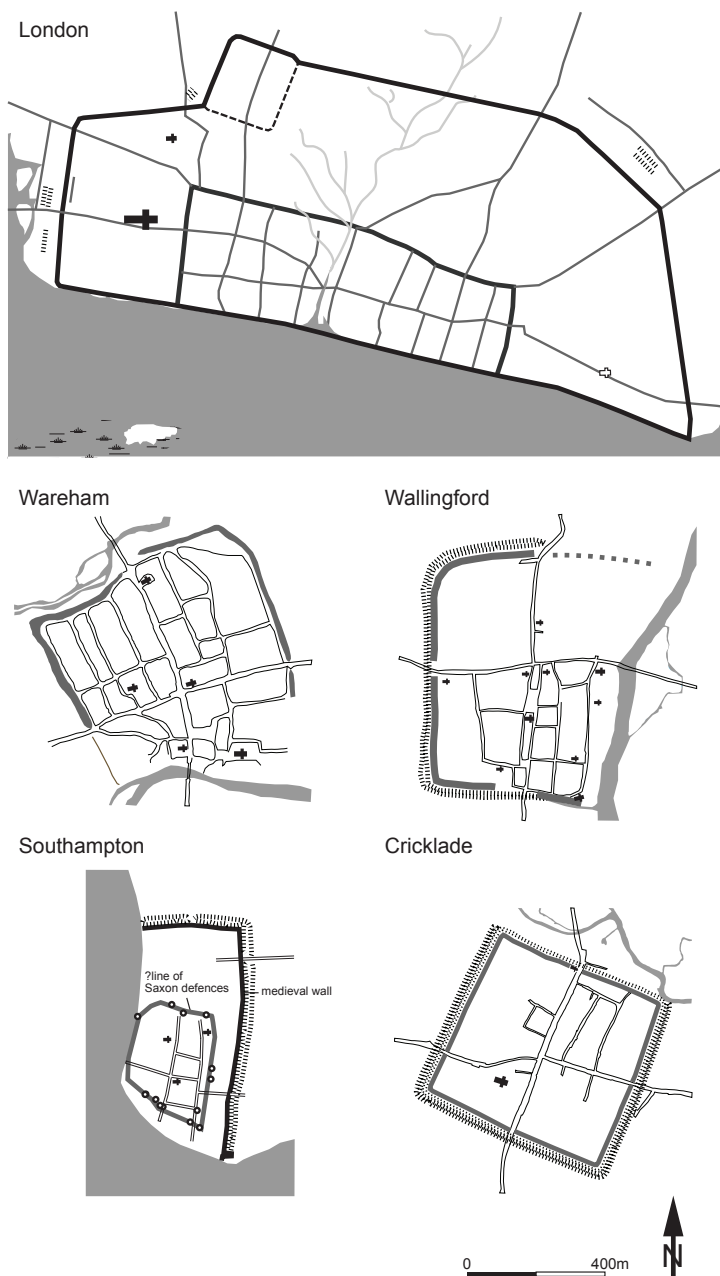 London
Wareham
Wallingford
Southampton
Cricklade
?line of
Saxon defences
medieval wall
N
0 400m